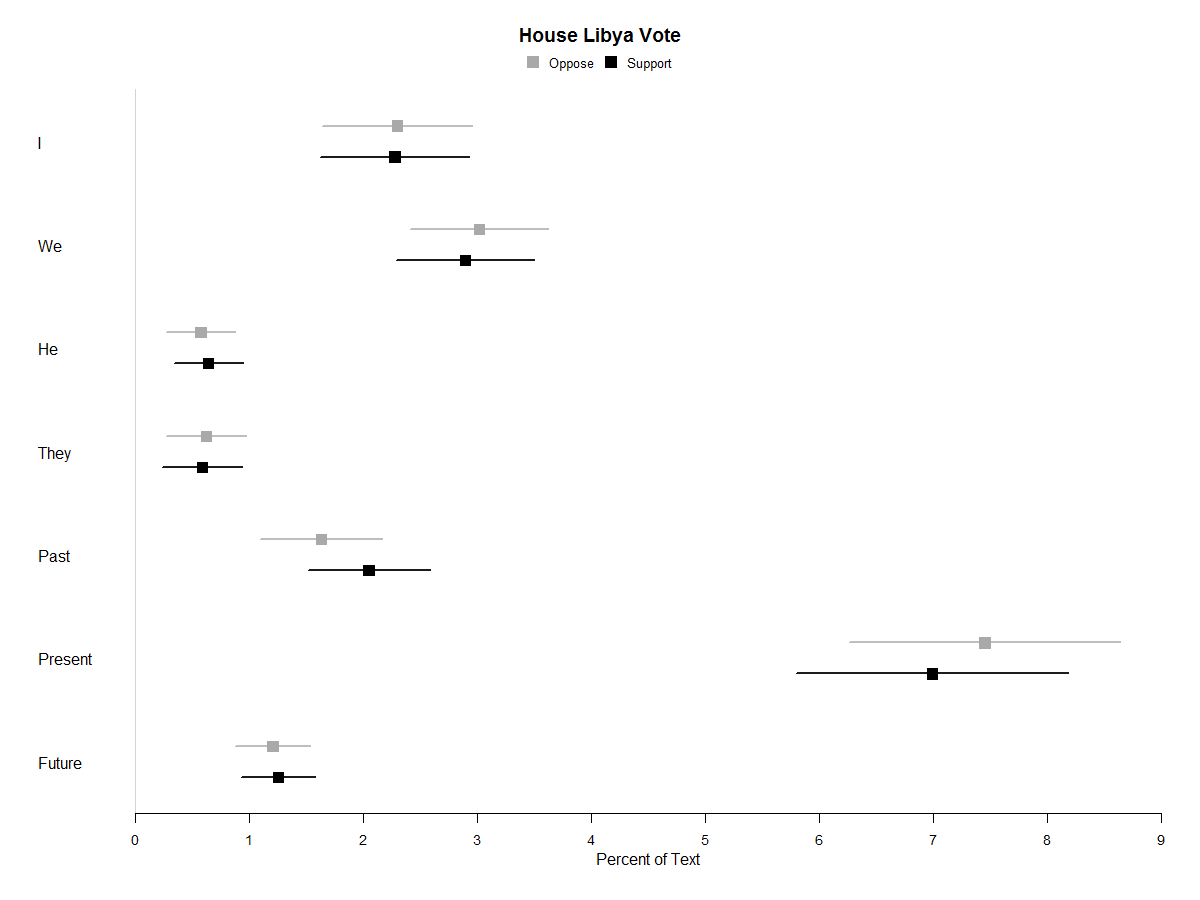 House Libya Vote
Oppose Support
I
We
He
They
Past
Present
Future
0 1 2 3 4 5 6 7 8 9
Percent of Text